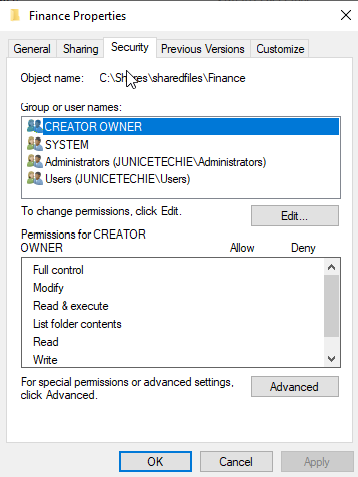 Finance Properties
General Sharing Security Previous Versions Customize
Object name: C:\Shares\sharedfiles\Finance
Group or user names:
CREATOR OWNER
SYSTEM
Administrators (JUNICETECHIE\Administrators)
Users (JUNICETECHIE\Users)
To change permissions, click Edit.
Edit...
Permissions for CREATOR
OWNER Allow Deny
Full control
Modify
Read & execute
List folder contents
Read
Write
For special permissions or advanced settings,
click Advanced.
Advanced
OK Cancel Apply